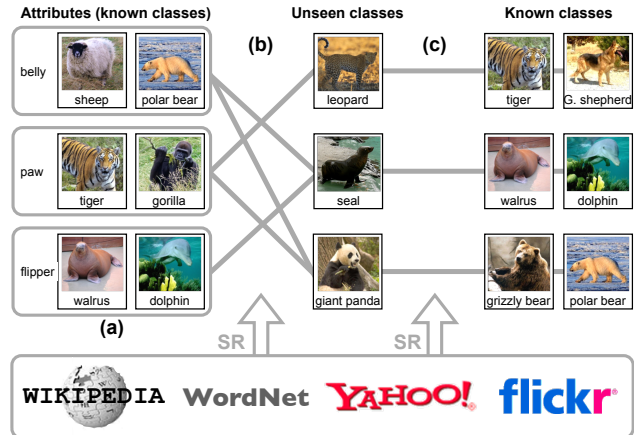 Attributes (known classes)
Unseen classes
Known classes
(b)
(c)
belly
sheep
polar bear
leopard
tiger
G. shepherd
paw
tiger
gorilla
seal
walrus
dolphin
flipper
walrus
dolphin
giant panda
grizzly bear
polar bear
(a)
SR
SR
WIKIPEDIA
WordNet
YAHOO!
flickr